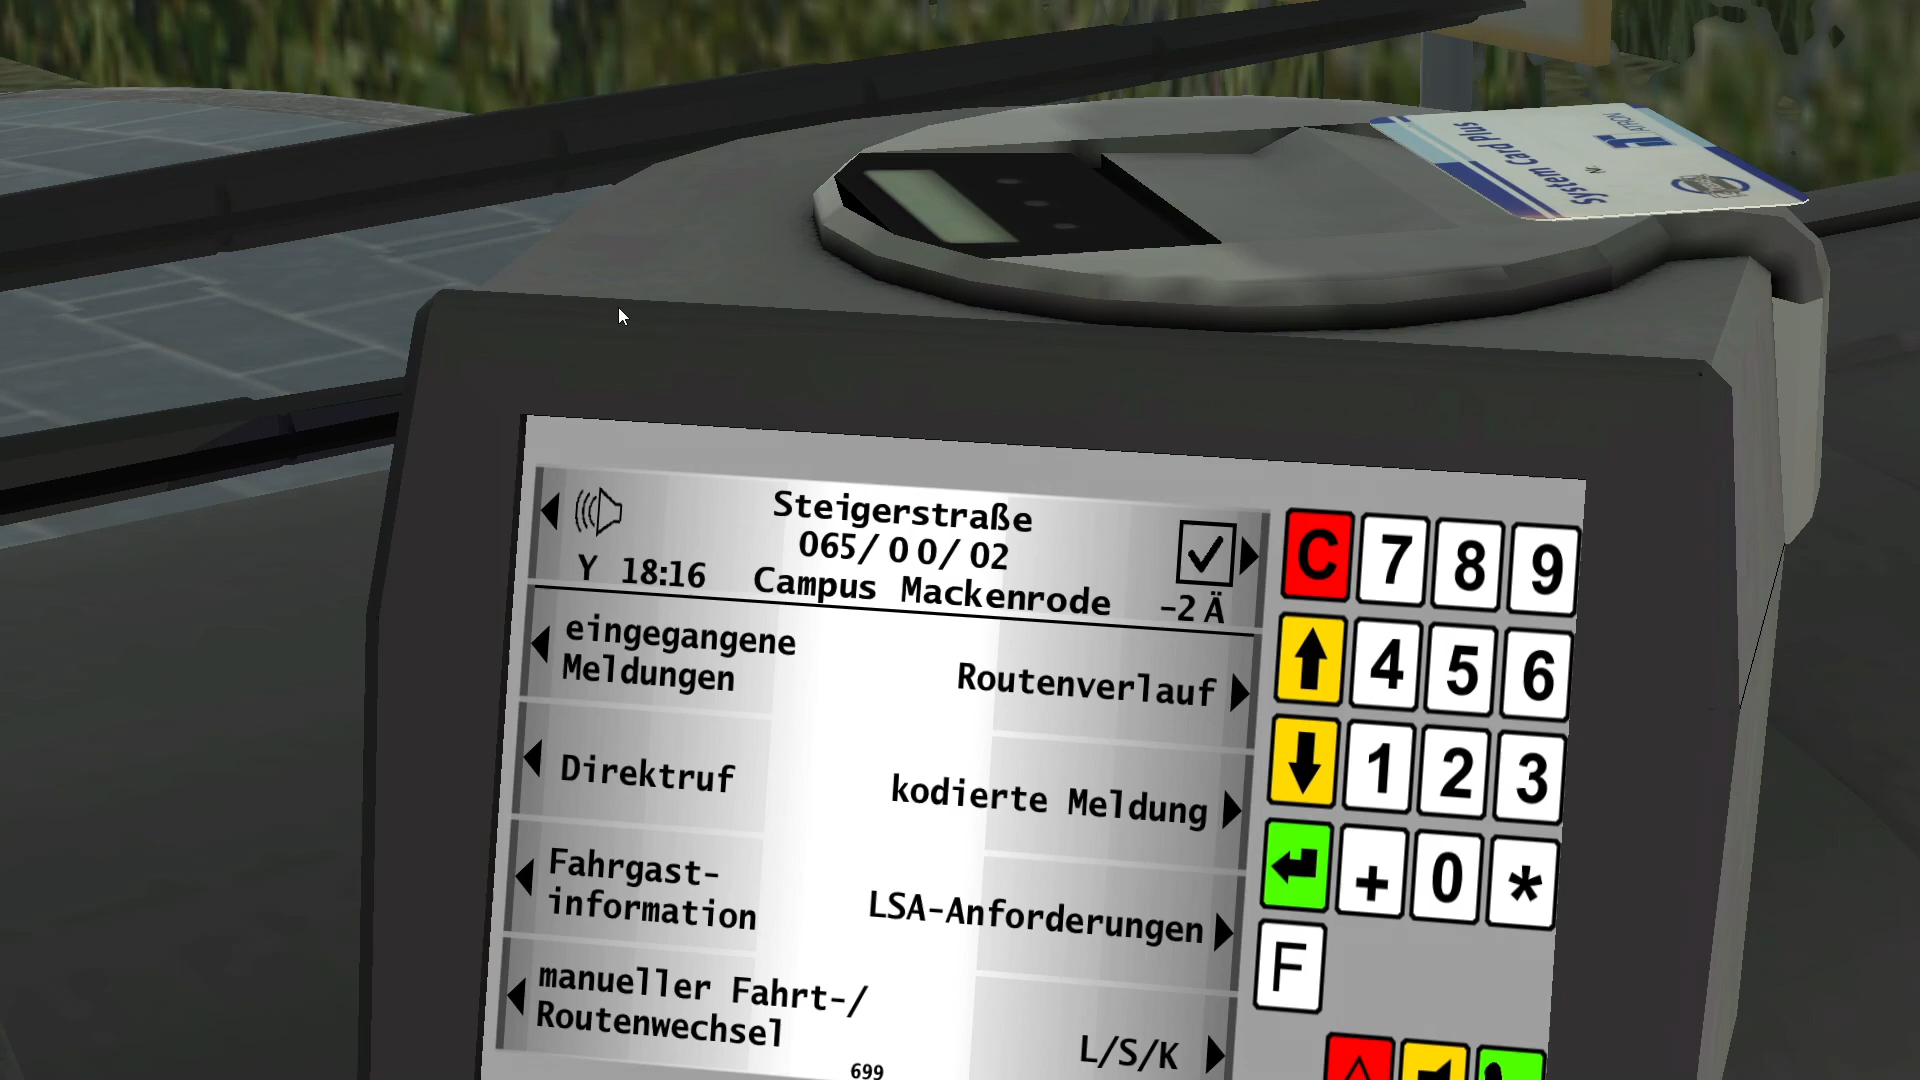 System Card Plus
ATRON
Steigerstraße
065/00/02
Y 18:16 Campus Mackenrode -2 Ä
eingegangene
Meldungen
Routenverlauf
Direktruf
kodierte Meldung
Fahrgast-
information
LSA-Anforderungen
manueller Fahrt-/
Routenwechsel
L/S/K
699
C 7 8 9
4 5 6
1 2 3
+ 0 *
F